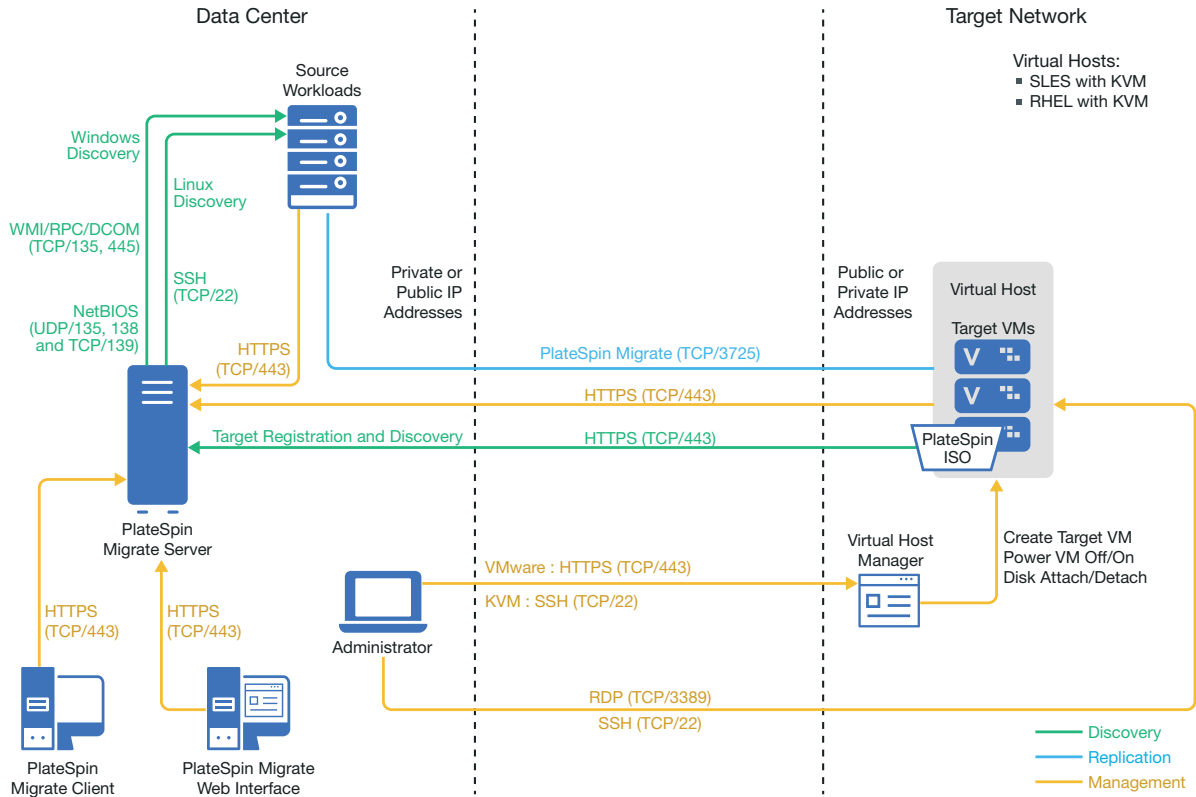 Data Center
Target Network
Virtual Hosts:
SLES with KVM
RHEL with KVM
Source
Workloads
Windows
Discovery
Linux
Discovery
WMI/RPC/DCOM
(TCP/135, 445)
SSH
(TCP/22)
NetBIOS
(UDP/135, 138
and TCP/139)
HTTPS
(TCP/443)
Private or
Public IP
Addresses
Public or
Private IP
Addresses
Virtual Host
Target VMs
V
V
PlateSpin
ISO
PlateSpin Migrate (TCP/3725)
HTTPS (TCP/443)
Target Registration and Discovery
HTTPS (TCP/443)
PlateSpin
Migrate Server
Virtual Host
Manager
Create Target VM
Power VM Off/On
Disk Attach/Detach
VMware : HTTPS (TCP/443)
KVM : SSH (TCP/22)
HTTPS
(TCP/443)
HTTPS
(TCP/443)
Administrator
RDP (TCP/3389)
SSH (TCP/22)
PlateSpin
Migrate Client
PlateSpin Migrate
Web Interface
Discovery
Replication
Management